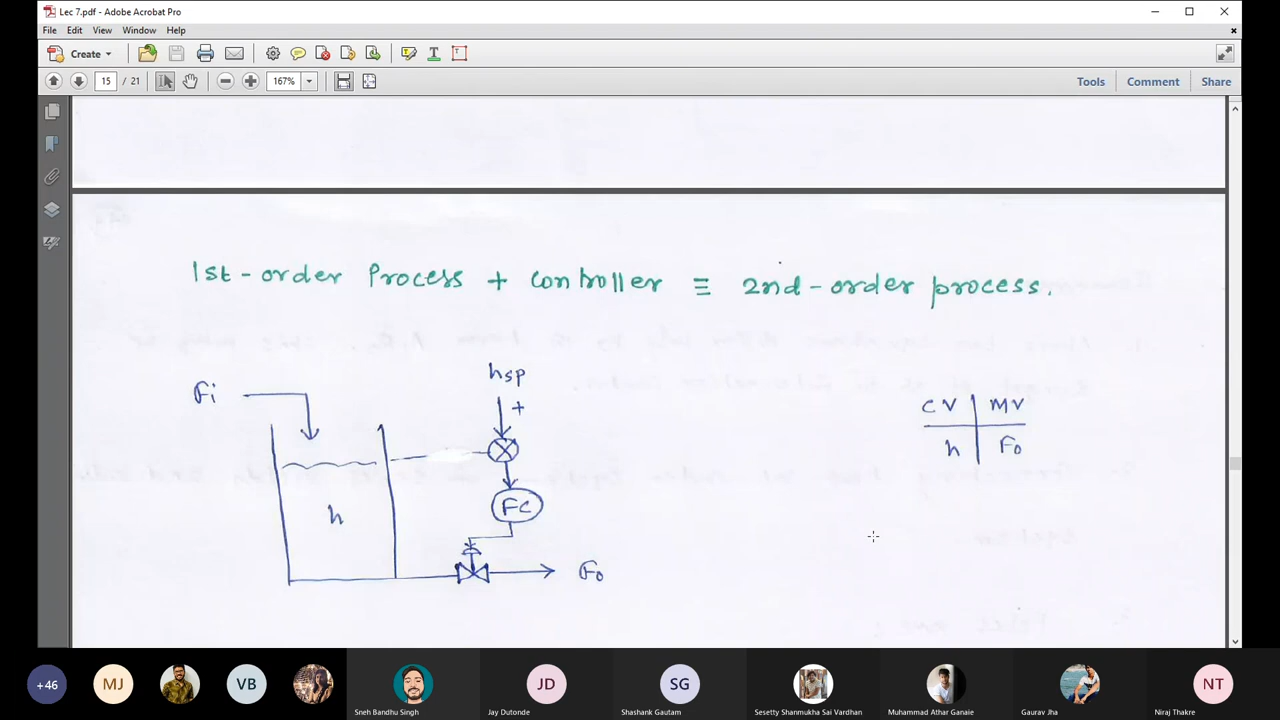 Lec 7.pdf - Adobe Acrobat Pro
File Edit View Window Help
Create
15 / 21 167% Tools Comment Share
1st-order Process + controller ≡ 2nd-order process.
hsp
Fi
+
CV MV
h Fo
FC
h
Fo
+46 MJ VB JD SG NT
Sneh Bandhu Singh Jay Dutonde Shashank Gautam Sesetty Shanmukha Sai Vardhan Muhammad Athar Ganaie Gaurav Jha Niraj Thakre